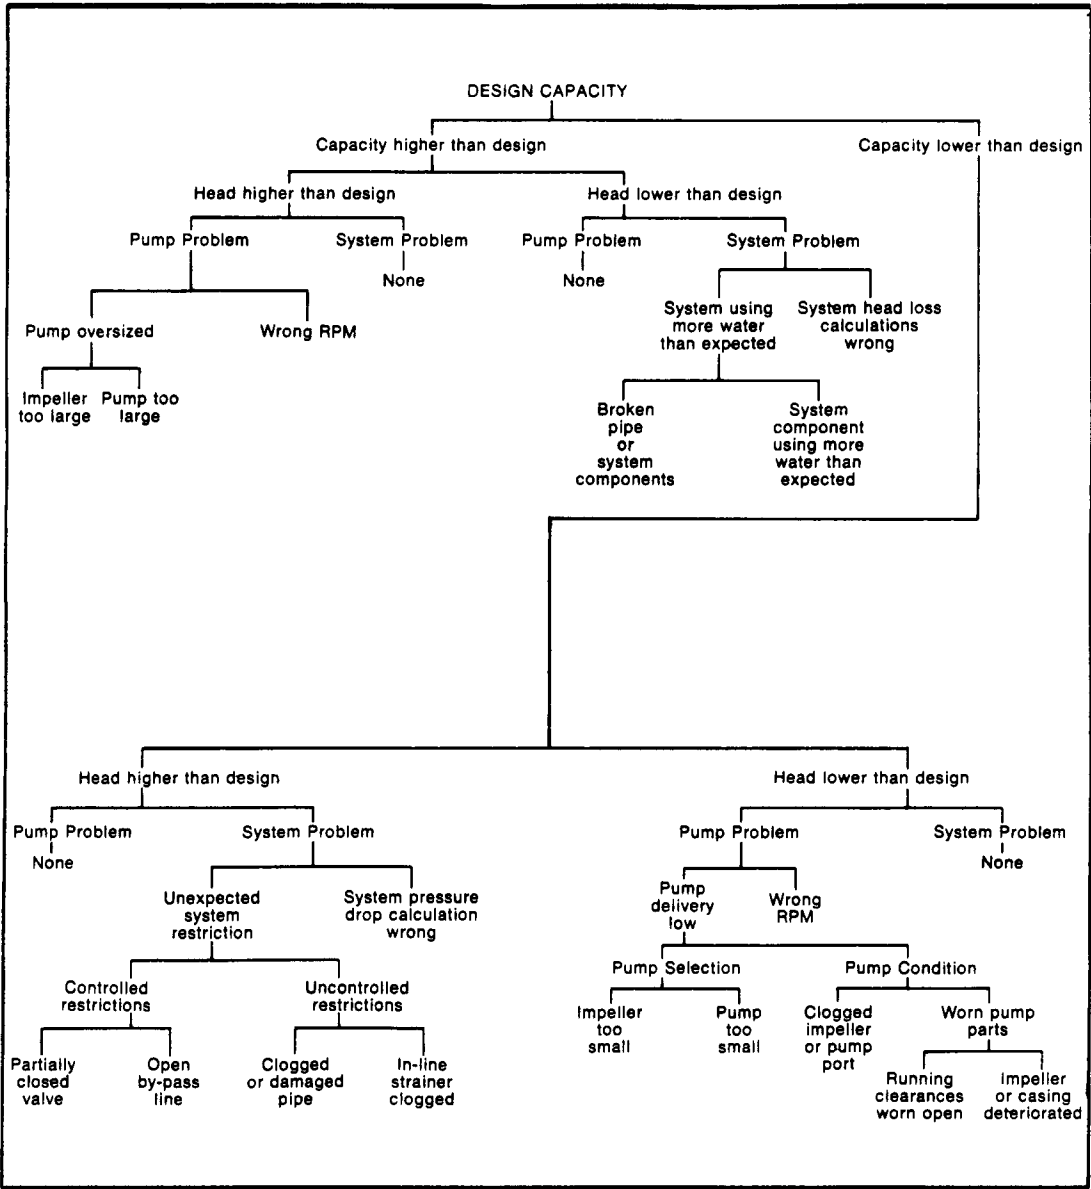 DESIGN CAPACITY
Capacity higher than design
Capacity lower than design
Head higher than design
Head lower than design
Pump Problem
System Problem
Pump Problem
System Problem
None
None
Pump oversized
Wrong RPM
System using
more water
than expected
System head loss
calculations
wrong
Impeller
too large
Pump too
large
Broken
pipe
or
system
components
System
component
using more
water than
expected
Head higher than design
Head lower than design
Pump Problem
System Problem
Pump Problem
System Problem
None
None
Unexpected
system
restriction
System pressure
drop calculation
wrong
Pump
delivery
low
Wrong
RPM
Pump Selection
Pump Condition
Controlled
restrictions
Uncontrolled
restrictions
Impeller
too
small
Pump
too
small
Clogged
impeller
or pump
port
Worn pump
parts
Partially
closed
valve
Open
by-pass
line
Clogged
or damaged
pipe
In-line
strainer
clogged
Running
clearances
worn open
Impeller
or casing
deteriorated